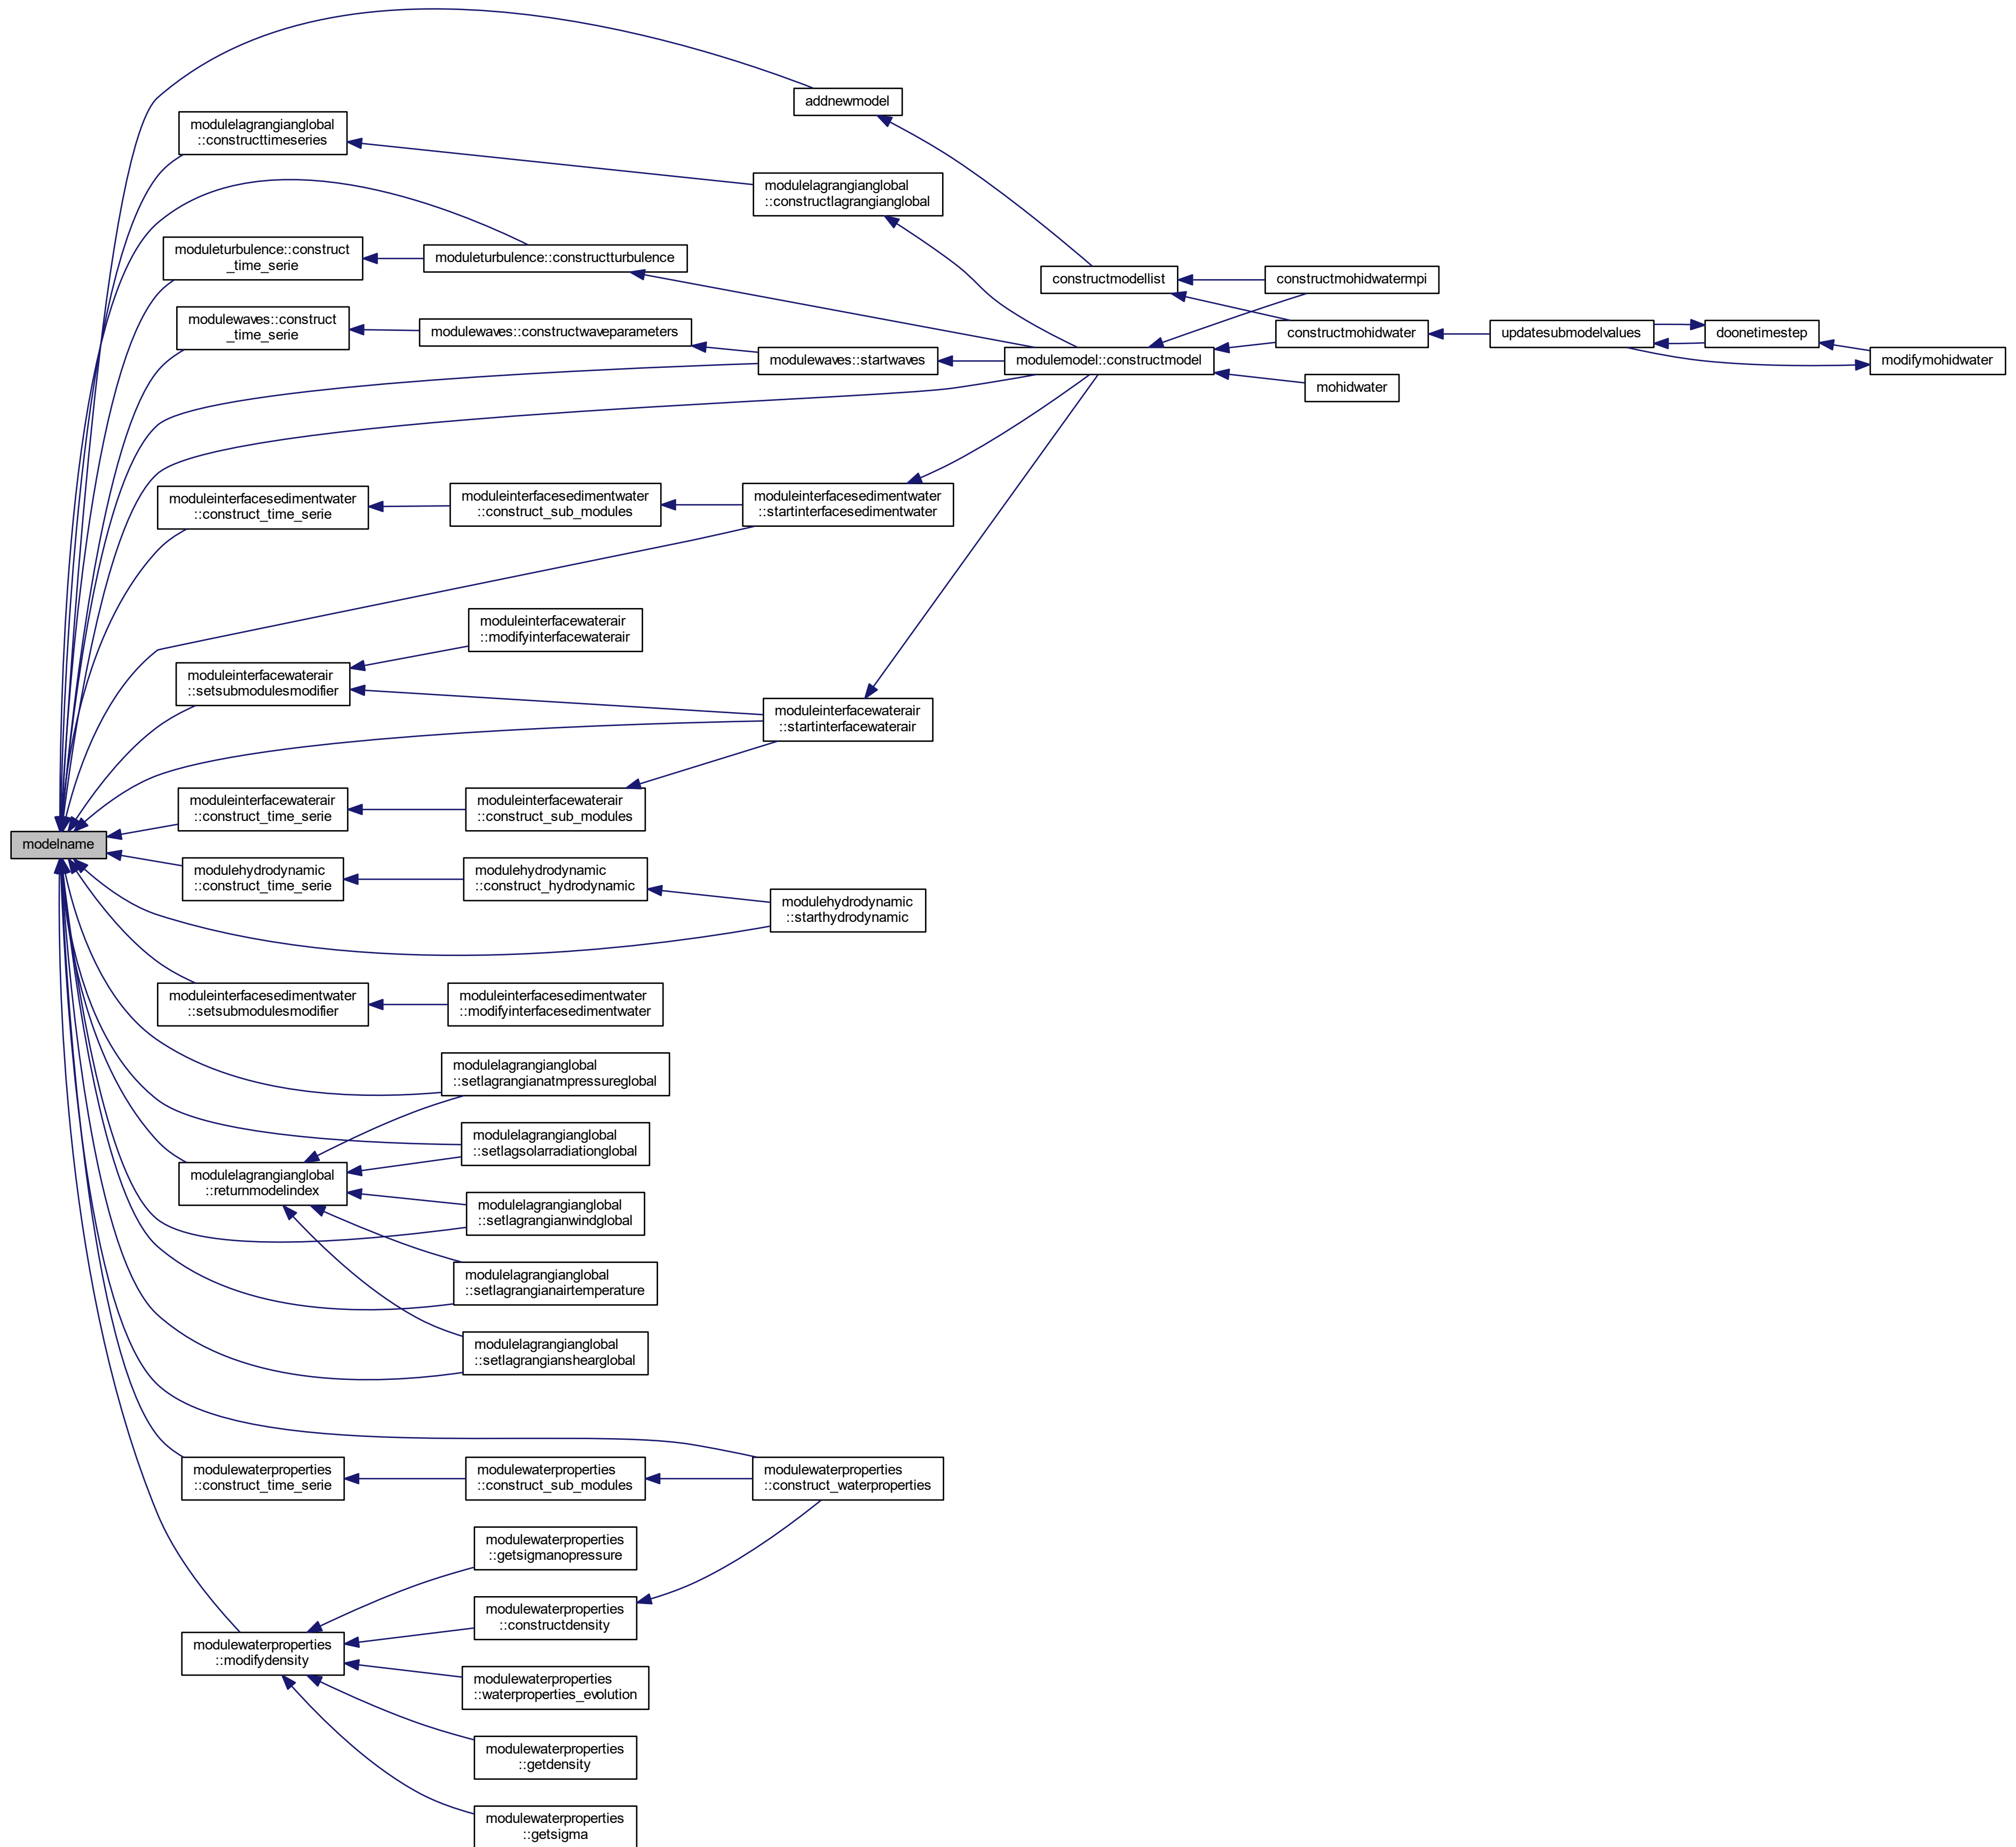 addnewmodel
modulelagrangianglobal
::constructtimeseries
modulelagrangianglobal
::constructlagrangianglobal
moduleturbulence::construct
_time_serie
moduleturbulence::constructturbulence
constructmodellist
constructmohidwatermpi
modulewaves::construct
_time_serie
modulewaves::constructwaveparameters
constructmohidwater
updatesubmodelvalues
doonetimestep
modulewaves::startwaves
modulemodel::constructmodel
modifymohidwater
mohidwater
moduleinterfacesedimentwater
::construct_time_serie
moduleinterfacesedimentwater
::construct_sub_modules
moduleinterfacesedimentwater
::startinterfacesedimentwater
moduleinterfacewaterair
::modifyinterfacewaterair
moduleinterfacewaterair
::setsubmodulesmodifier
moduleinterfacewaterair
::startinterfacewaterair
moduleinterfacewaterair
::construct_time_serie
moduleinterfacewaterair
::construct_sub_modules
modelname
modulehydrodynamic
::construct_time_serie
modulehydrodynamic
::construct_hydrodynamic
modulehydrodynamic
::starthydrodynamic
moduleinterfacesedimentwater
::setsubmodulesmodifier
moduleinterfacesedimentwater
::modifyinterfacesedimentwater
modulelagrangianglobal
::setlagrangianatmpressureglobal
modulelagrangianglobal
::setlagsolarradiationglobal
modulelagrangianglobal
::returnmodelindex
modulelagrangianglobal
::setlagrangianwindglobal
modulelagrangianglobal
::setlagrangianairtemperature
modulelagrangianglobal
::setlagrangianshearglobal
modulewaterproperties
::construct_time_serie
modulewaterproperties
::construct_sub_modules
modulewaterproperties
::construct_waterproperties
modulewaterproperties
::getsigmanopressure
modulewaterproperties
::constructdensity
modulewaterproperties
::modifydensity
modulewaterproperties
::waterproperties_evolution
modulewaterproperties
::getdensity
modulewaterproperties
::getsigma